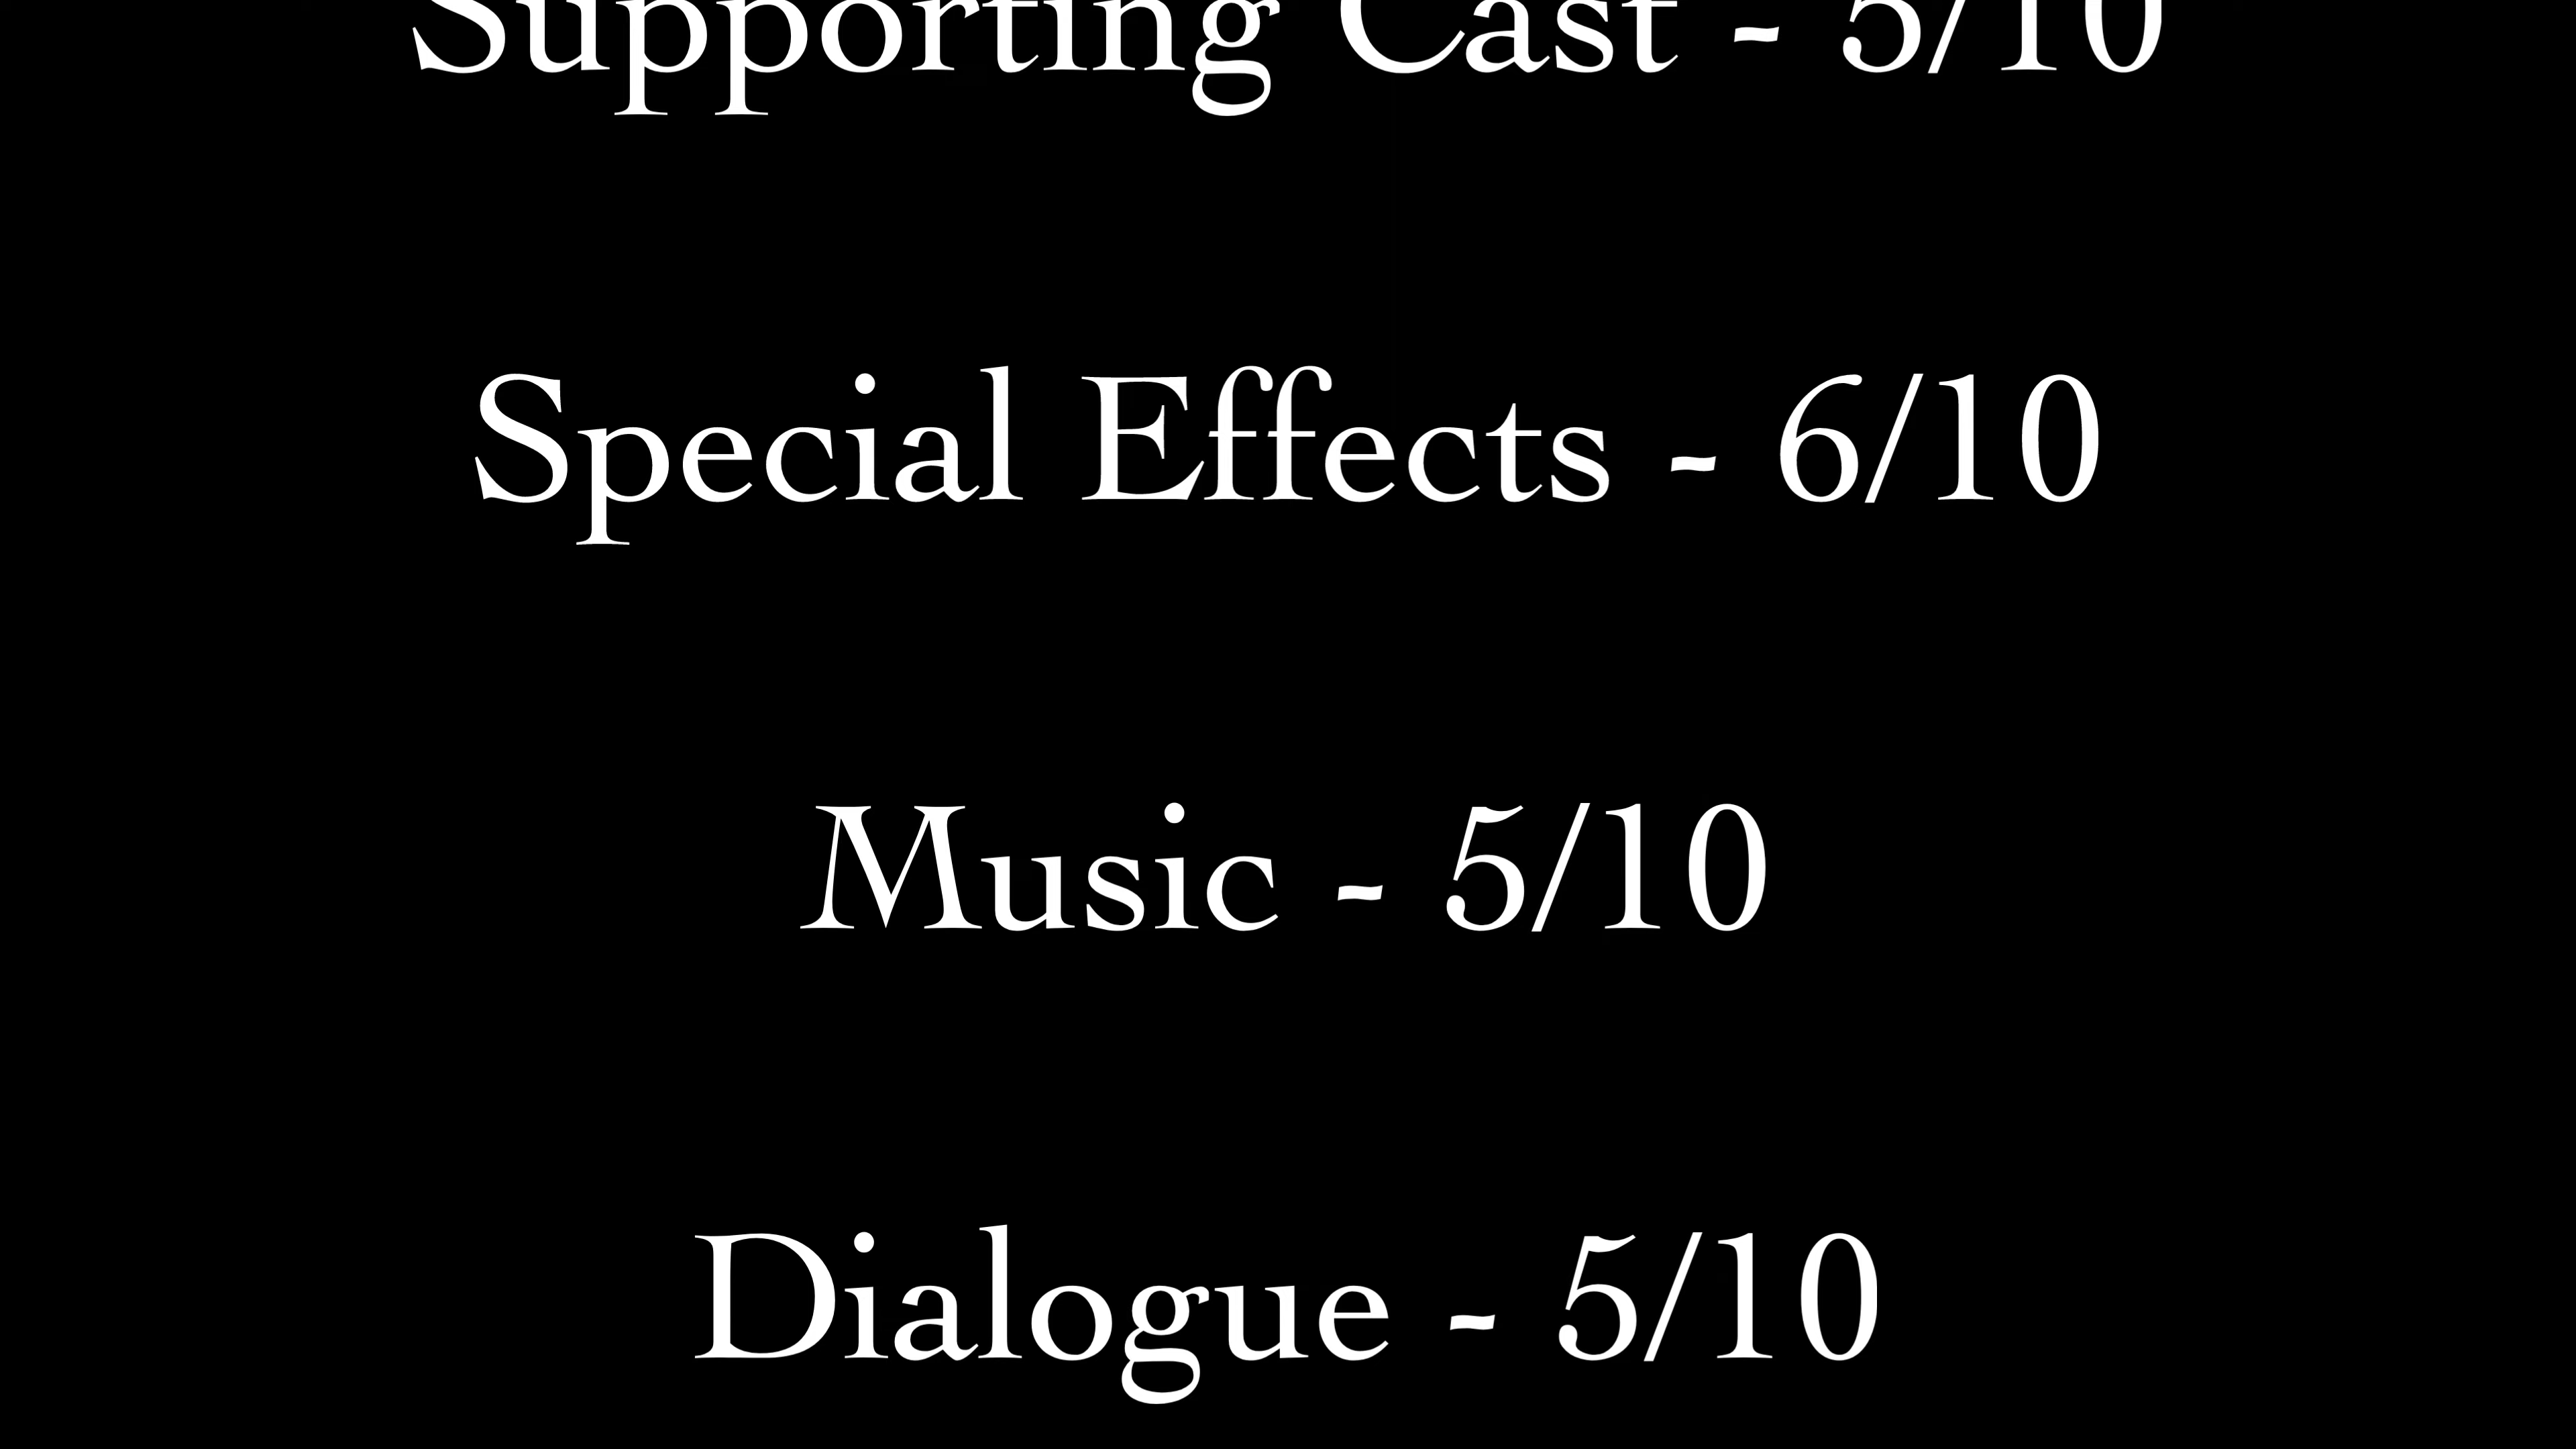 Supporting Cast - 5/10
Special Effects - 6/10
Music - 5/10
Dialogue - 5/10